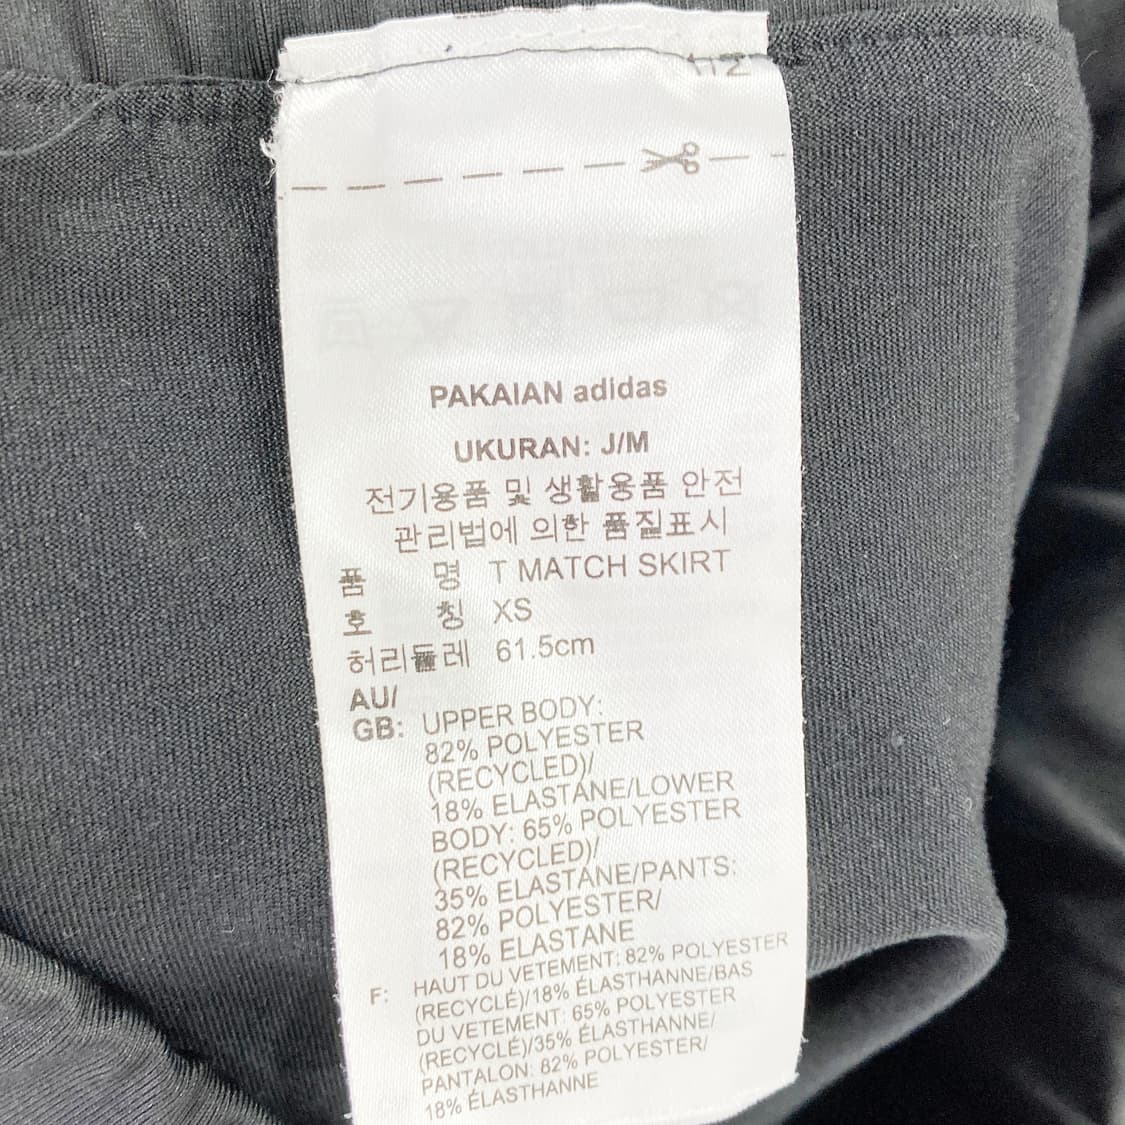 PAKAIAN adidas
UKURAN: J/M
전기용품 및 생활용품 안전
관리법에 의한 품질표시
품 명 T MATCH SKIRT
호 칭 XS
허리둘레 61.5cm
AU/
GB: UPPER BODY:
82% POLYESTER
(RECYCLED)/
18% ELASTANE/LOWER
BODY: 65% POLYESTER
(RECYCLED)/
35% ELASTANE/PANTS:
82% POLYESTER/
18% ELASTANE
F: HAUT DU VETEMENT: 82% POLYESTER
(RECYCLÉ)/18% ÉLASTHANNE/BAS
DU VETEMENT: 65% POLYESTER
(RECYCLÉ)/35% ÉLASTHANNE/
PANTALON: 82% POLYESTER/
18% ÉLASTHANNE